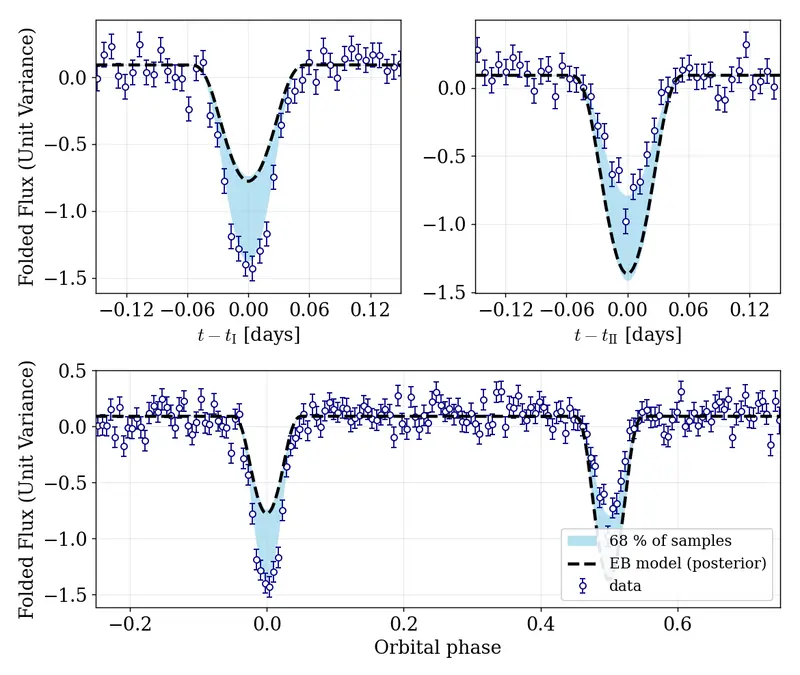 Folded Flux (Unit Variance)
0.0
−0.5
−1.0
−1.5
−0.12 −0.06 0.00 0.06 0.12
t − tI [days]
0.0
−0.5
−1.0
−1.5
−0.12 −0.06 0.00 0.06 0.12
t − tII [days]
Folded Flux (Unit Variance)
0.5
0.0
−0.5
−1.0
−1.5
−0.2 0.0 0.2 0.4 0.6
Orbital phase
68 % of samples
EB model (posterior)
data